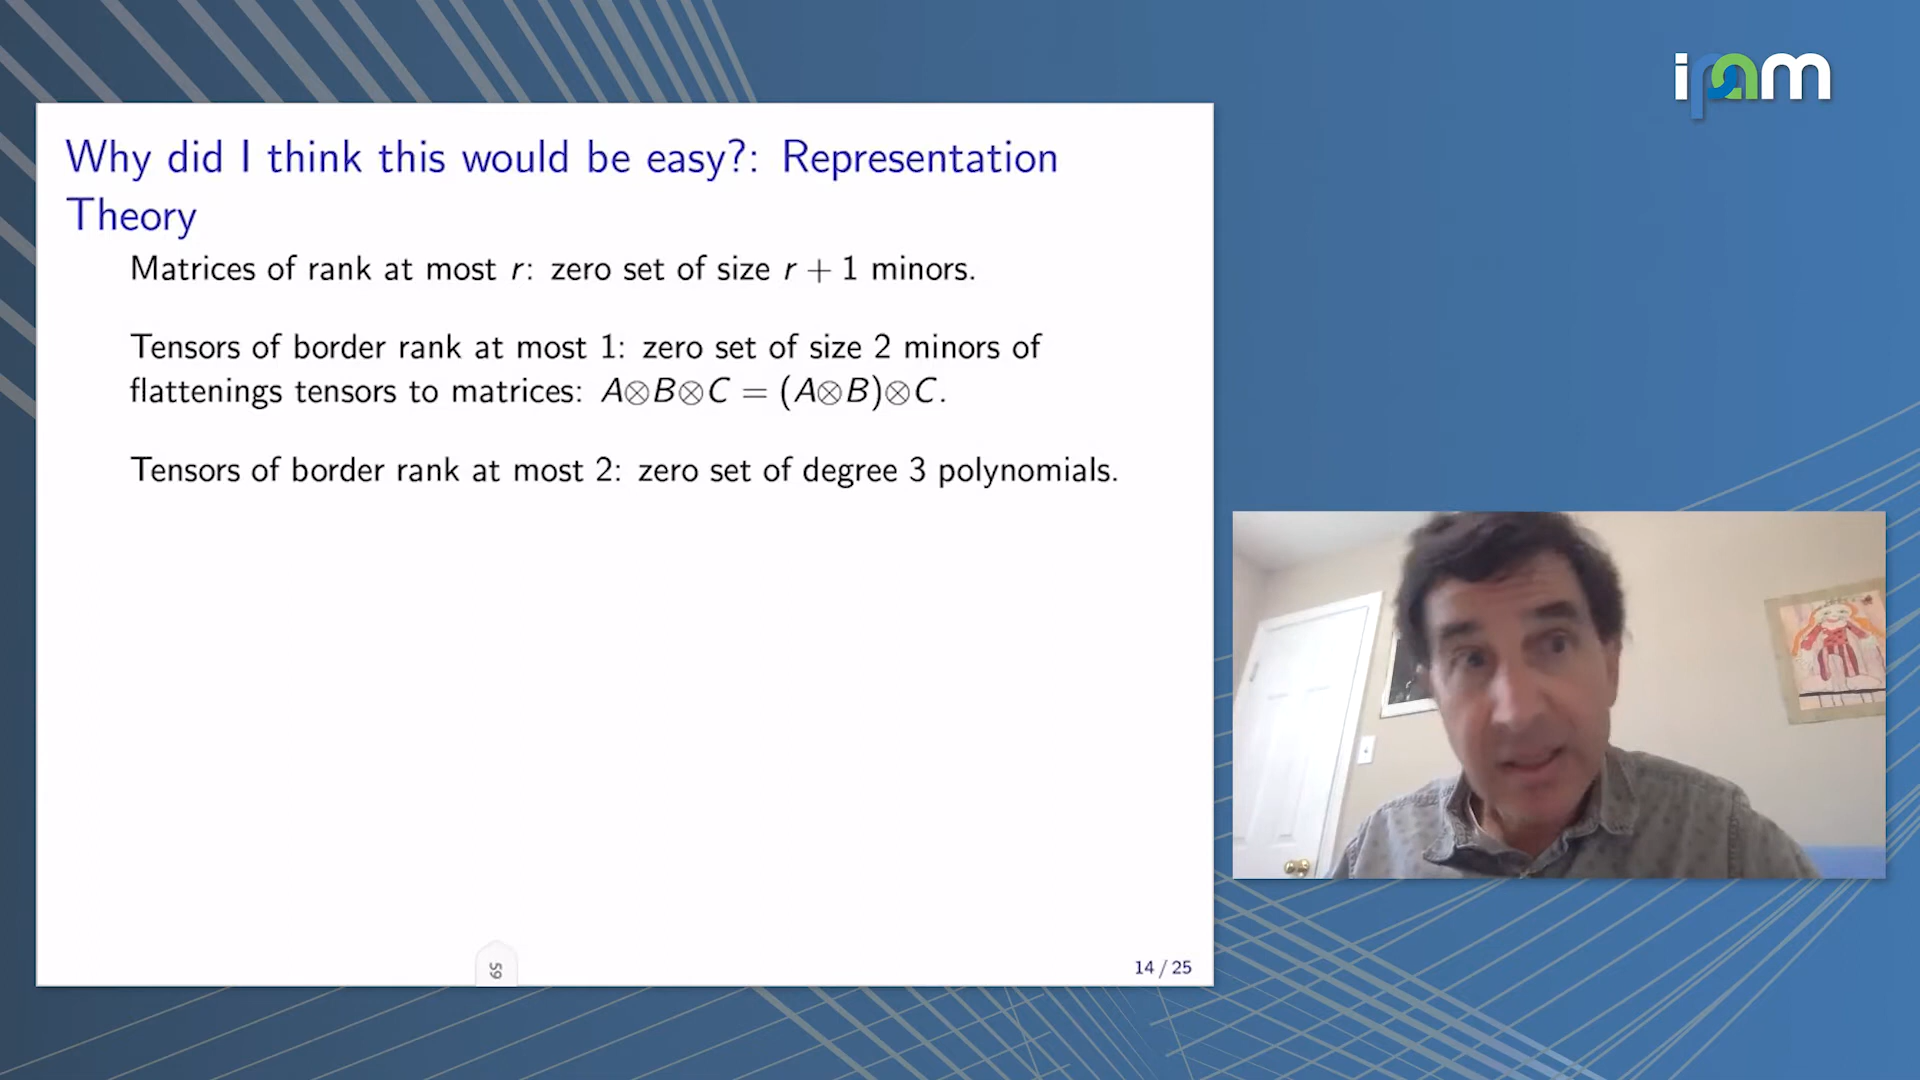 ipam
Why did I think this would be easy?: Representation
Theory
Matrices of rank at most r: zero set of size r + 1 minors.
Tensors of border rank at most 1: zero set of size 2 minors of
flattenings tensors to matrices: A⊗B⊗C = (A⊗B)⊗C.
Tensors of border rank at most 2: zero set of degree 3 polynomials.
59
14 / 25